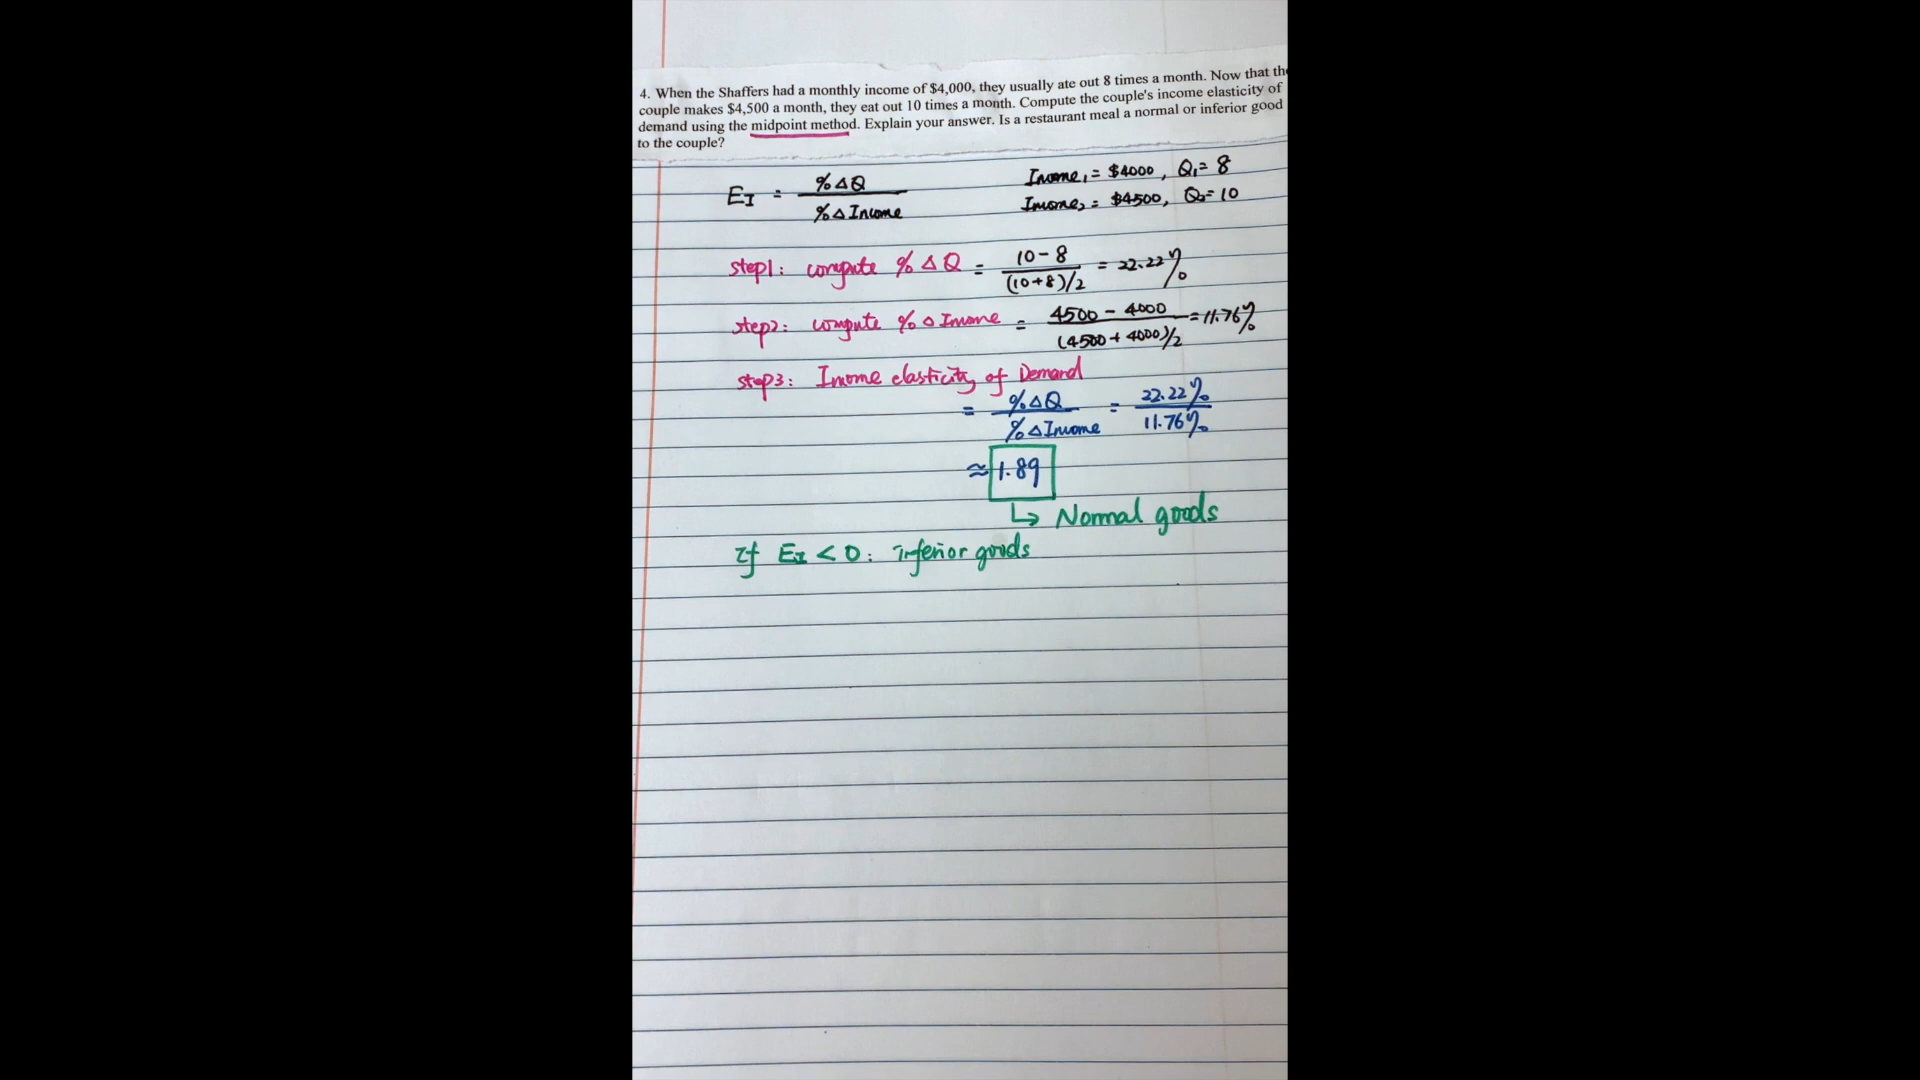 4. When the Shaffers had a monthly income of $4,000, they usually ate out 8 times a month. Now that the
couple makes $4,500 a month, they eat out 10 times a month. Compute the couple's income elasticity of
demand using the midpoint method. Explain your answer. Is a restaurant meal a normal or inferior good
to the couple?
E_I = %ΔQ / %ΔIncome
Income₁ = $4000, Q₁ = 8
Income₂ = $4500, Q₂ = 10
step1: compute %ΔQ = (10-8) / ((10+8)/2) = 22.22%
step2: compute %ΔIncome = (4500-4000) / ((4500+4000)/2) = 11.76%
step3: Income elasticity of Demand
= %ΔQ / %ΔIncome = 22.22% / 11.76%
≈ 1.89
↳ Normal goods
If E_I < 0: inferior goods